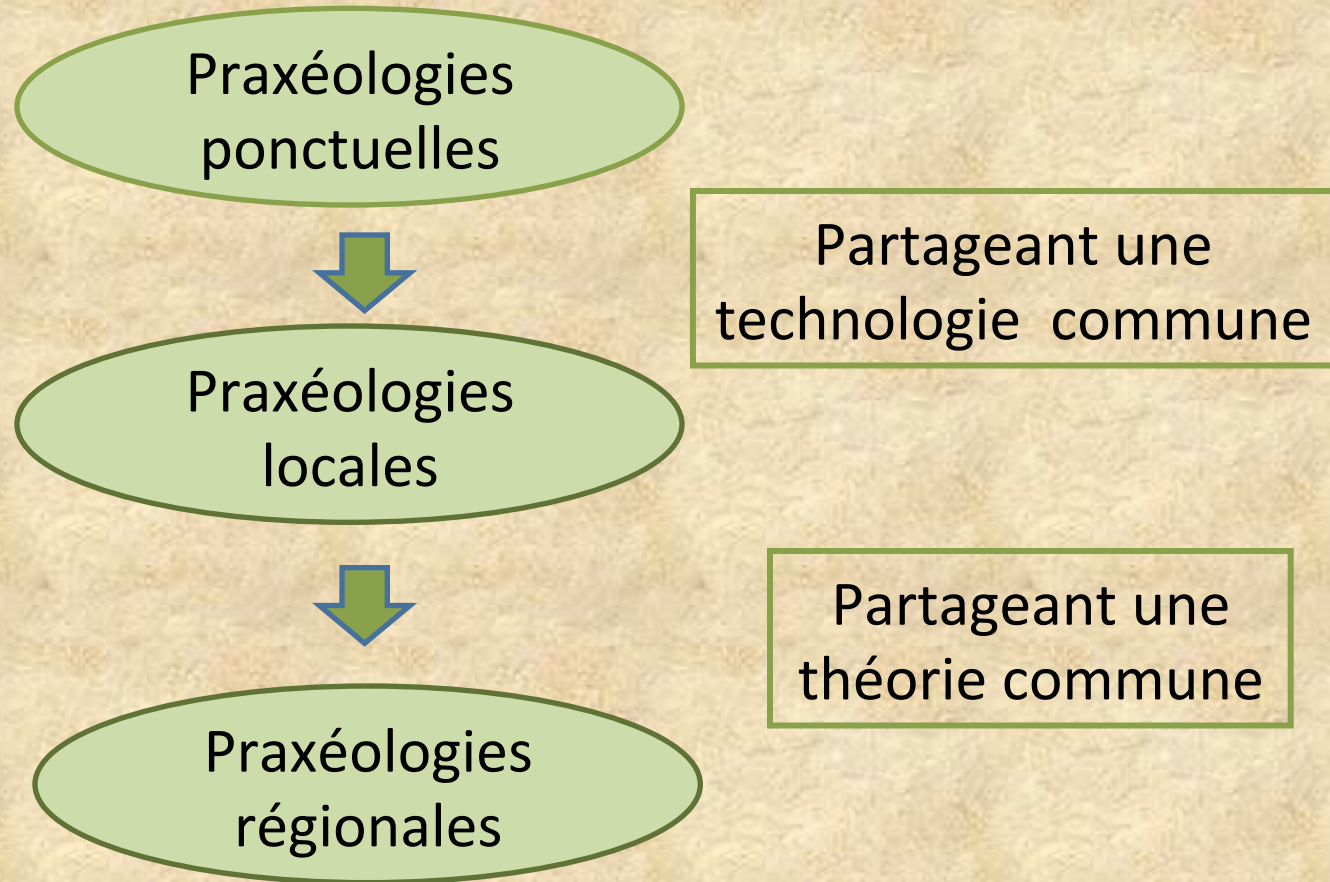 Praxéologies
ponctuelles
Partageant une
technologie commune
Praxéologies
locales
Partageant une
théorie commune
Praxéologies
régionales